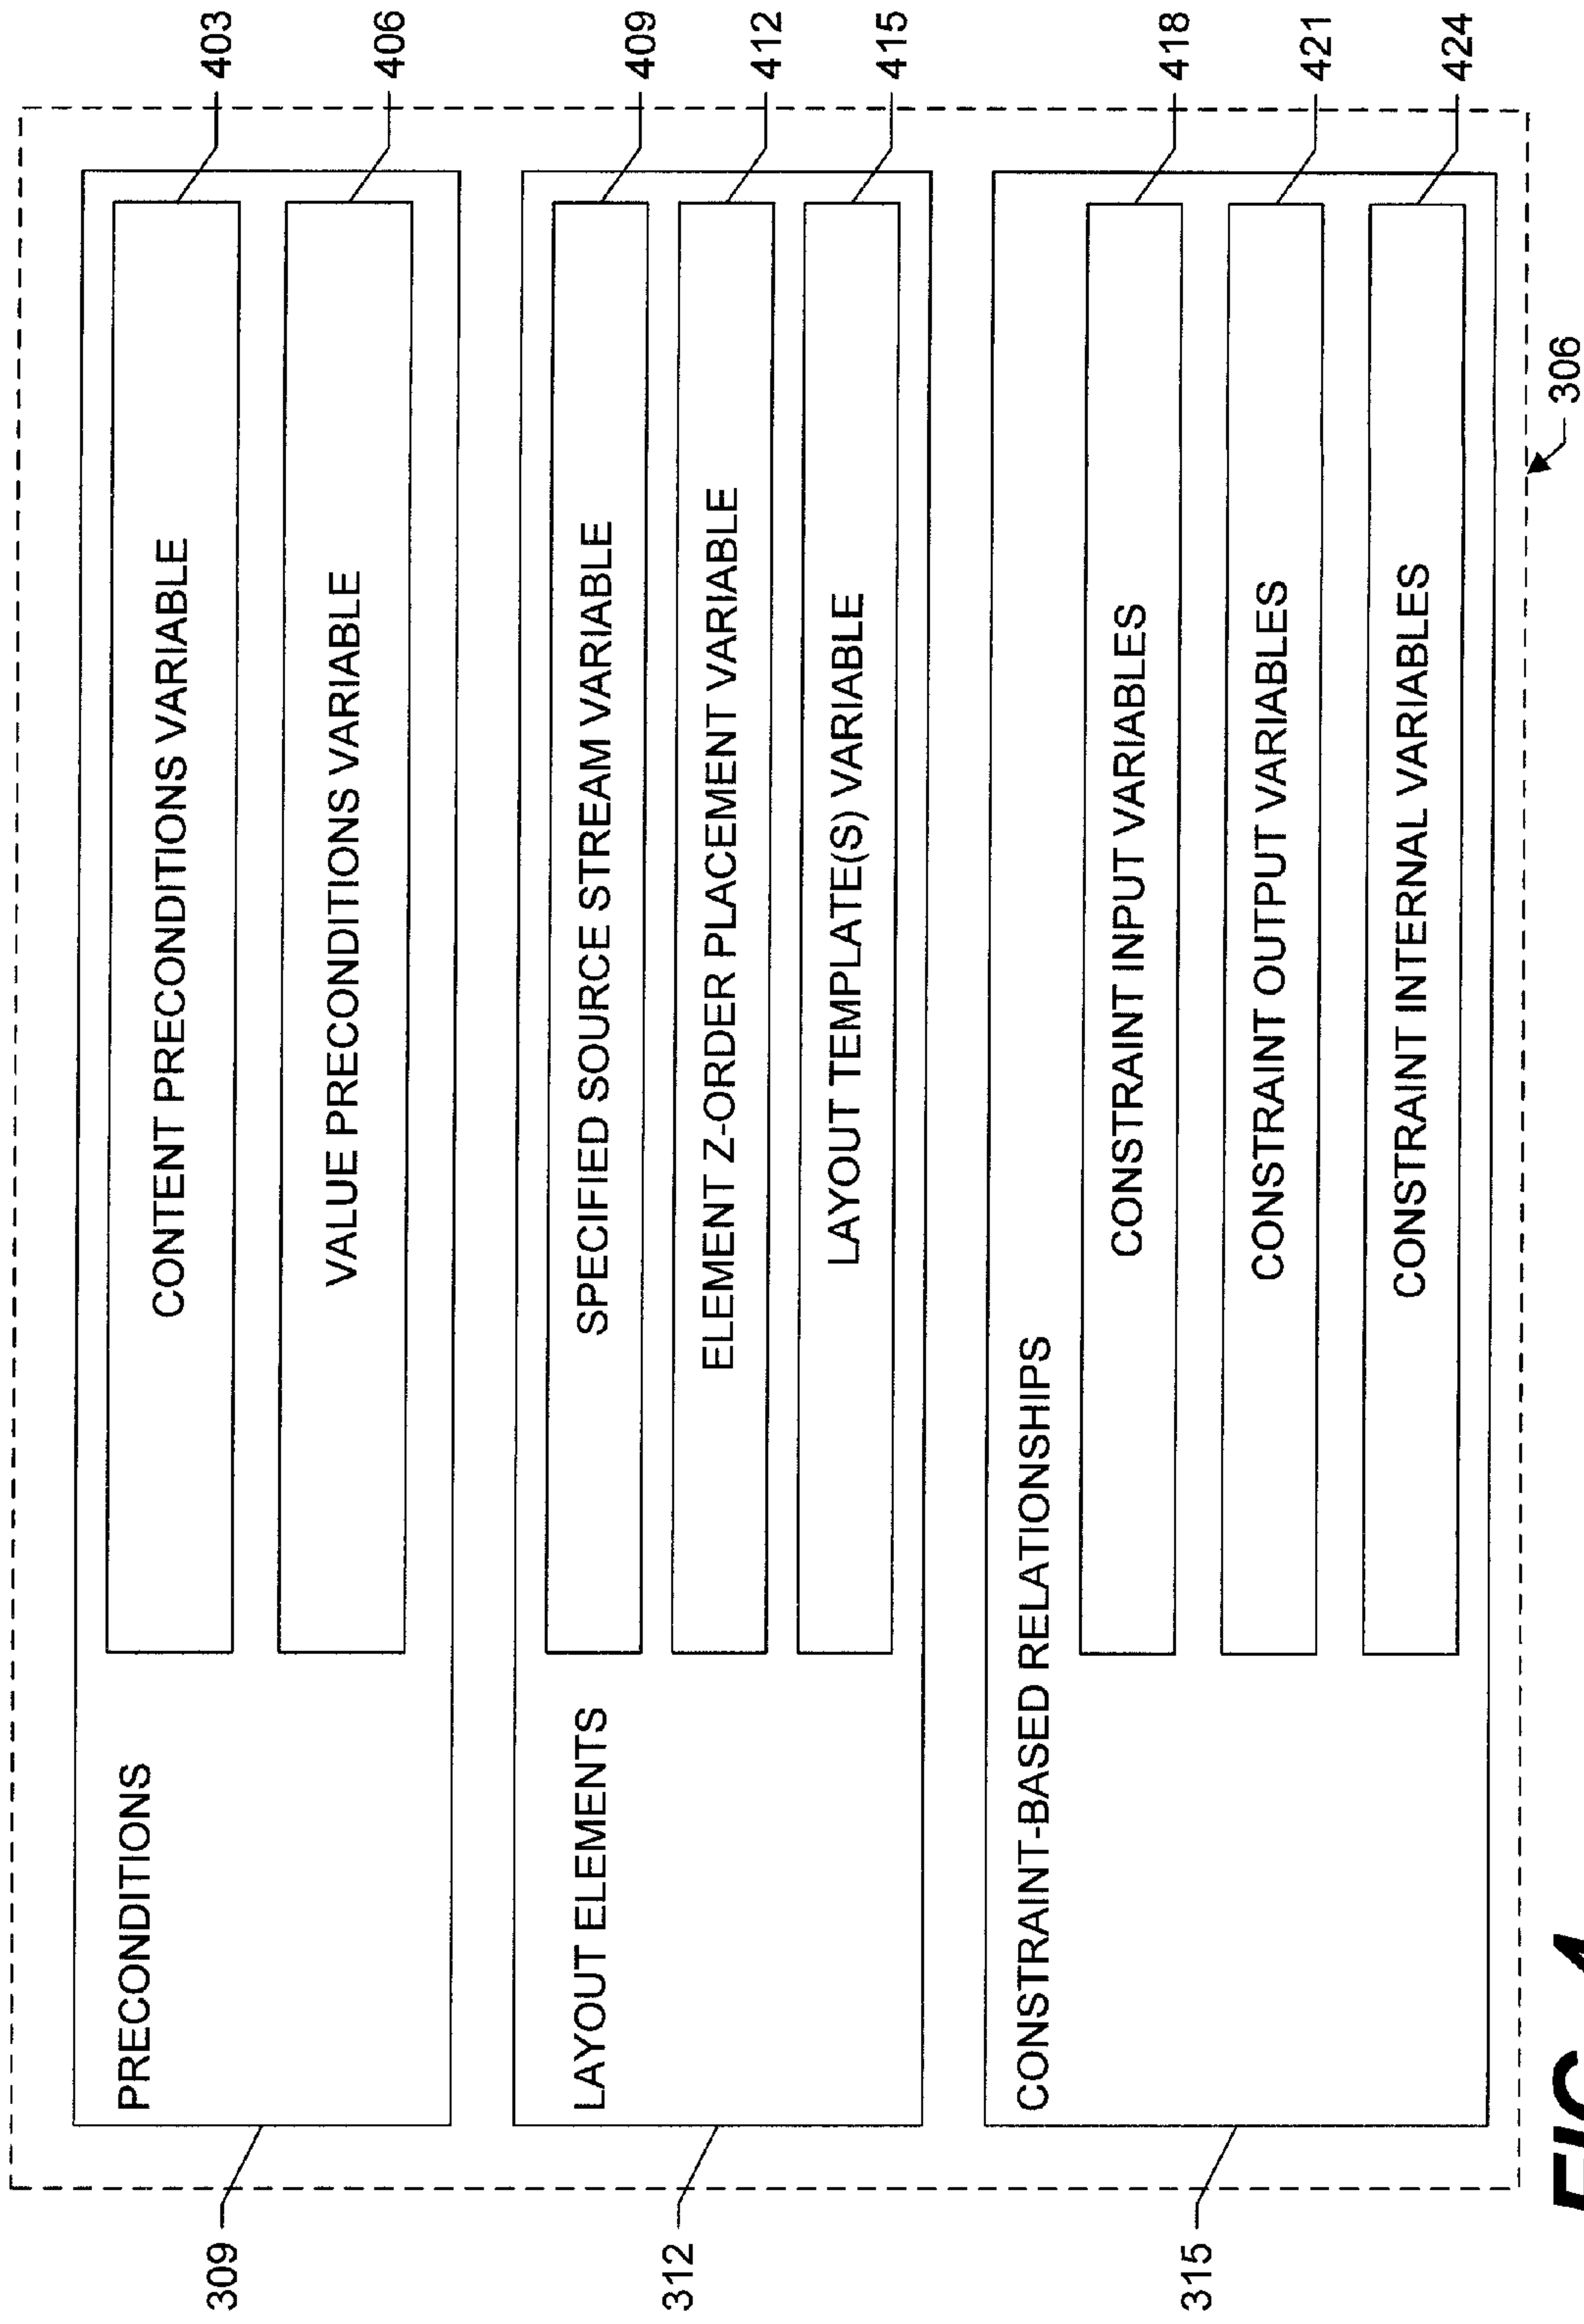 309
PRECONDITIONS
CONTENT PRECONDITIONS VARIABLE
403
VALUE PRECONDITIONS VARIABLE
406
312
LAYOUT ELEMENTS
SPECIFIED SOURCE STREAM VARIABLE
409
ELEMENT Z-ORDER PLACEMENT VARIABLE
412
LAYOUT TEMPLATE(S) VARIABLE
415
315
CONSTRAINT-BASED RELATIONSHIPS
CONSTRAINT INPUT VARIABLES
418
CONSTRAINT OUTPUT VARIABLES
421
CONSTRAINT INTERNAL VARIABLES
424
306
FIG. 4